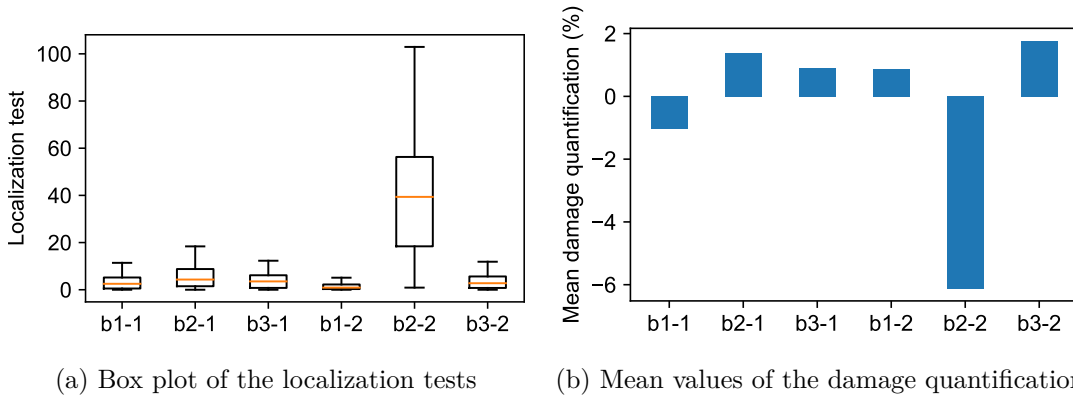 Localization test
100
80
60
40
20
0
b1-1 b2-1 b3-1 b1-2 b2-2 b3-2
(a) Box plot of the localization tests
Mean damage quantification (%)
2
0
−2
−4
−6
b1-1 b2-1 b3-1 b1-2 b2-2 b3-2
(b) Mean values of the damage quantification